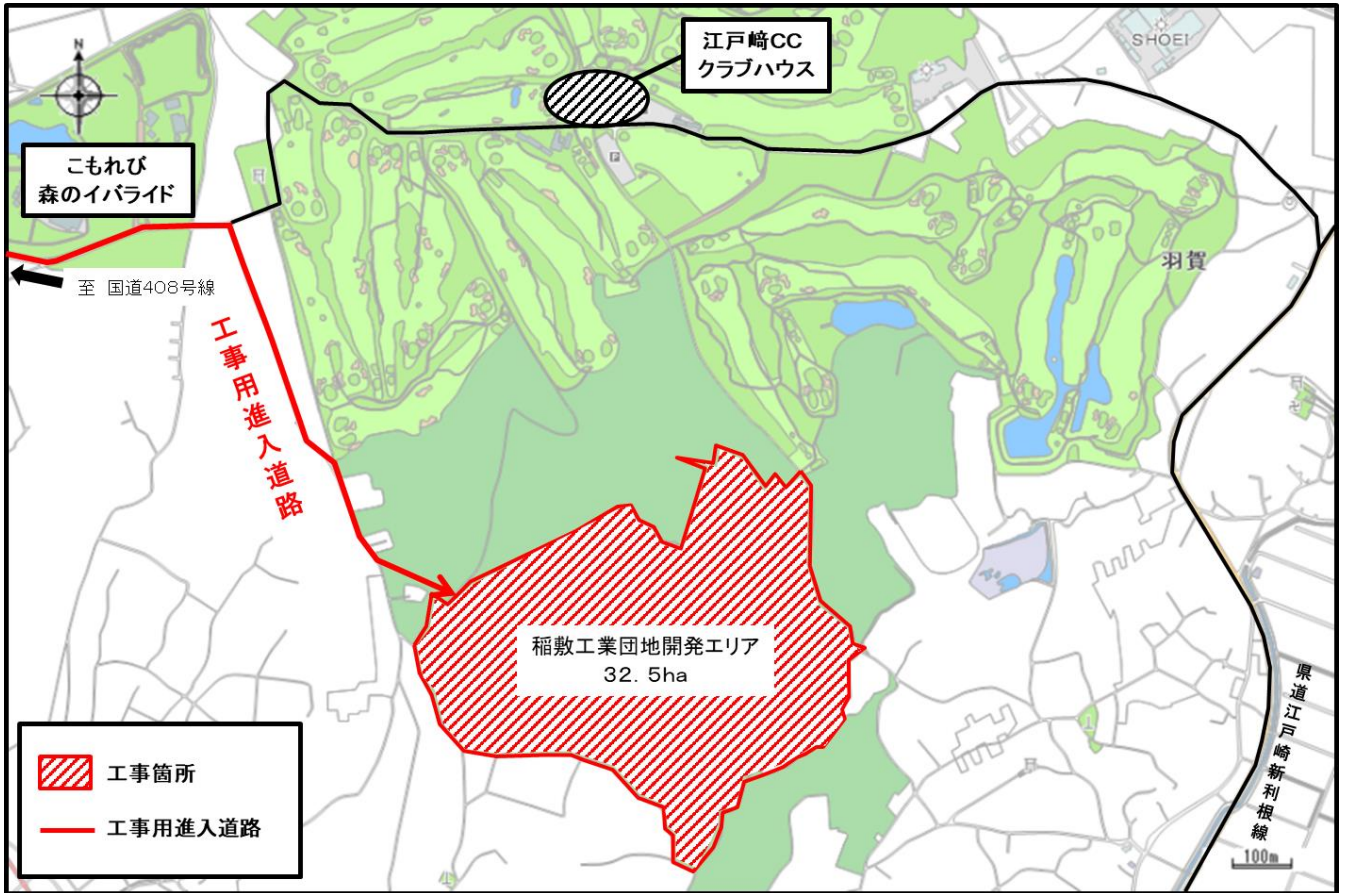 江戸崎CC
クラブハウス
SHOEI
N
こもれび
森のイバライド
P
羽賀
至 国道408号線
工事用進入道路
稲敷工業団地開発エリア
32.5ha
県道江戸崎新利根線
工事箇所
工事用進入道路
100m